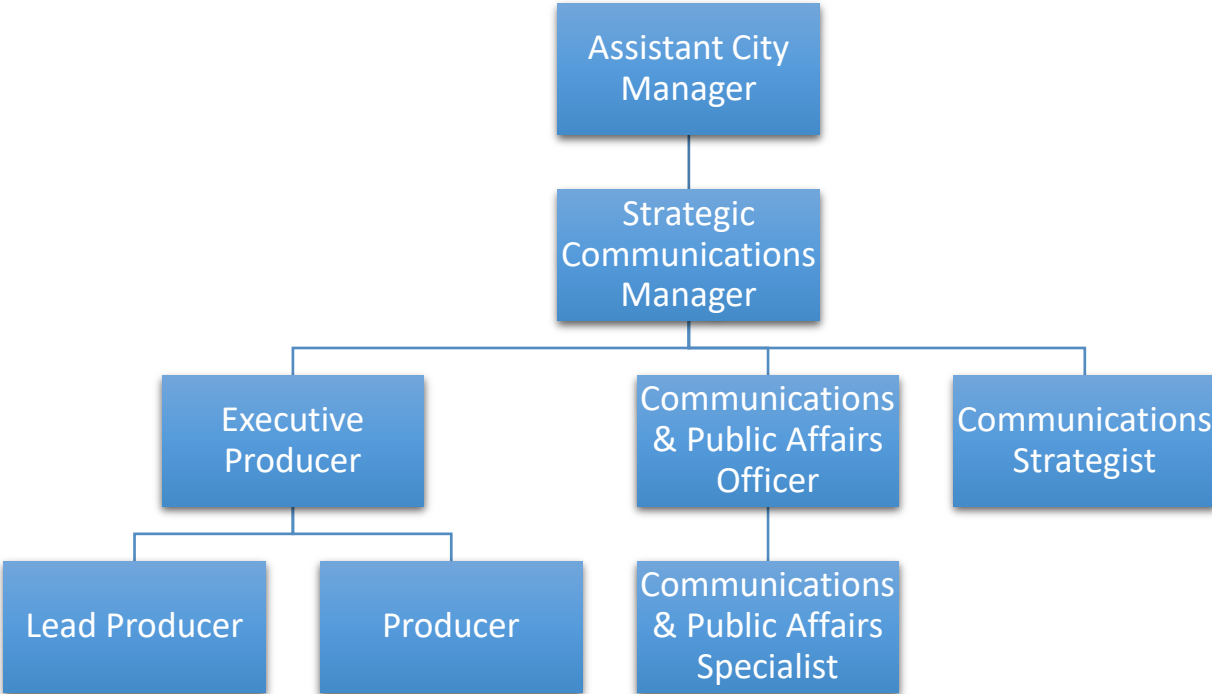 Assistant City
Manager
Strategic
Communications
Manager
Executive
Producer
Communications
& Public Affairs
Officer
Communications
Strategist
Lead Producer
Producer
Communications
& Public Affairs
Specialist